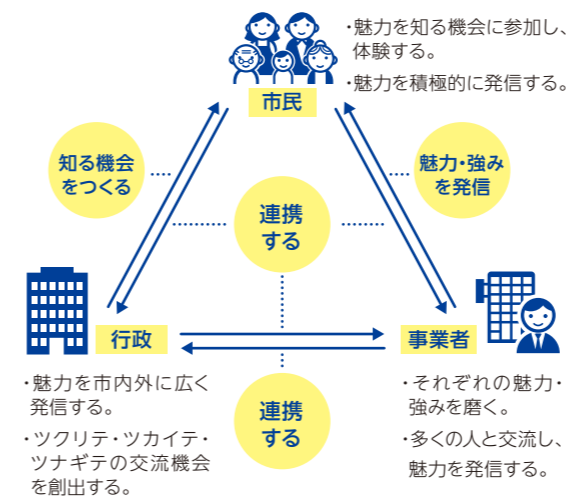 ・魅力を知る機会に参加し、
体験する。
・魅力を積極的に発信する。
市民
知る機会
をつくる
魅力・強み
を発信
連携
する
行政
事業者
・魅力を市内外に広く
発信する。
・ツクリテ・ツカイテ・
ツナギテの交流機会
を創出する。
連携
する
・それぞれの魅力・
強みを磨く。
・多くの人と交流し、
魅力を発信する。